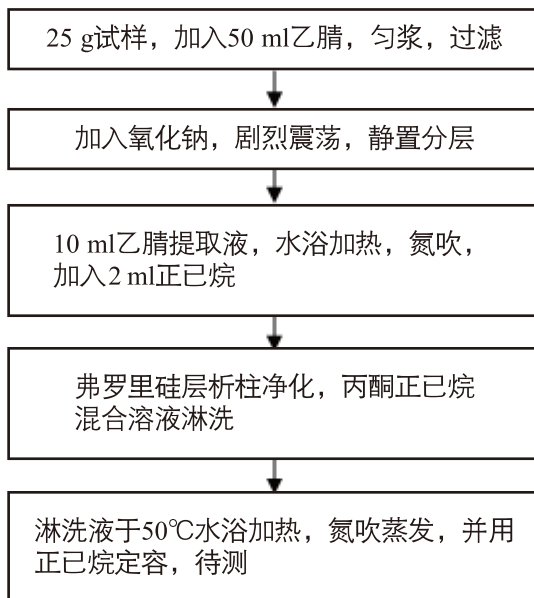 25 g试样，加入50 ml乙腈，匀浆，过滤
加入氧化钠，剧烈震荡，静置分层
10 ml乙腈提取液，水浴加热，氮吹，
加入2 ml正已烷
弗罗里硅层析柱净化，丙酮正已烷
混合溶液淋洗
淋洗液于50℃水浴加热，氮吹蒸发，并用
正已烷定容，待测